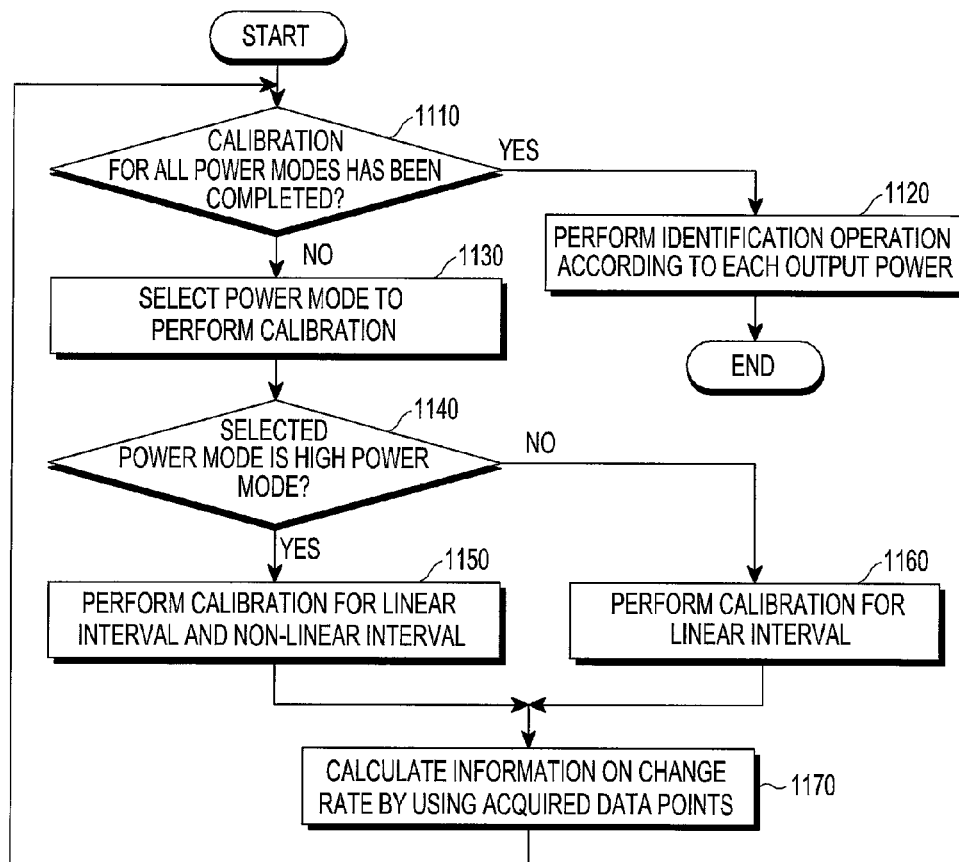 START
1110
CALIBRATION
FOR ALL POWER MODES HAS BEEN
COMPLETED?
YES
NO
1120
PERFORM IDENTIFICATION OPERATION
ACCORDING TO EACH OUTPUT POWER
END
1130
SELECT POWER MODE TO
PERFORM CALIBRATION
1140
SELECTED
POWER MODE IS HIGH POWER
MODE?
NO
YES
1150
PERFORM CALIBRATION FOR LINEAR
INTERVAL AND NON-LINEAR INTERVAL
1160
PERFORM CALIBRATION FOR
LINEAR INTERVAL
CALCULATE INFORMATION ON CHANGE
RATE BY USING ACQUIRED DATA POINTS
1170